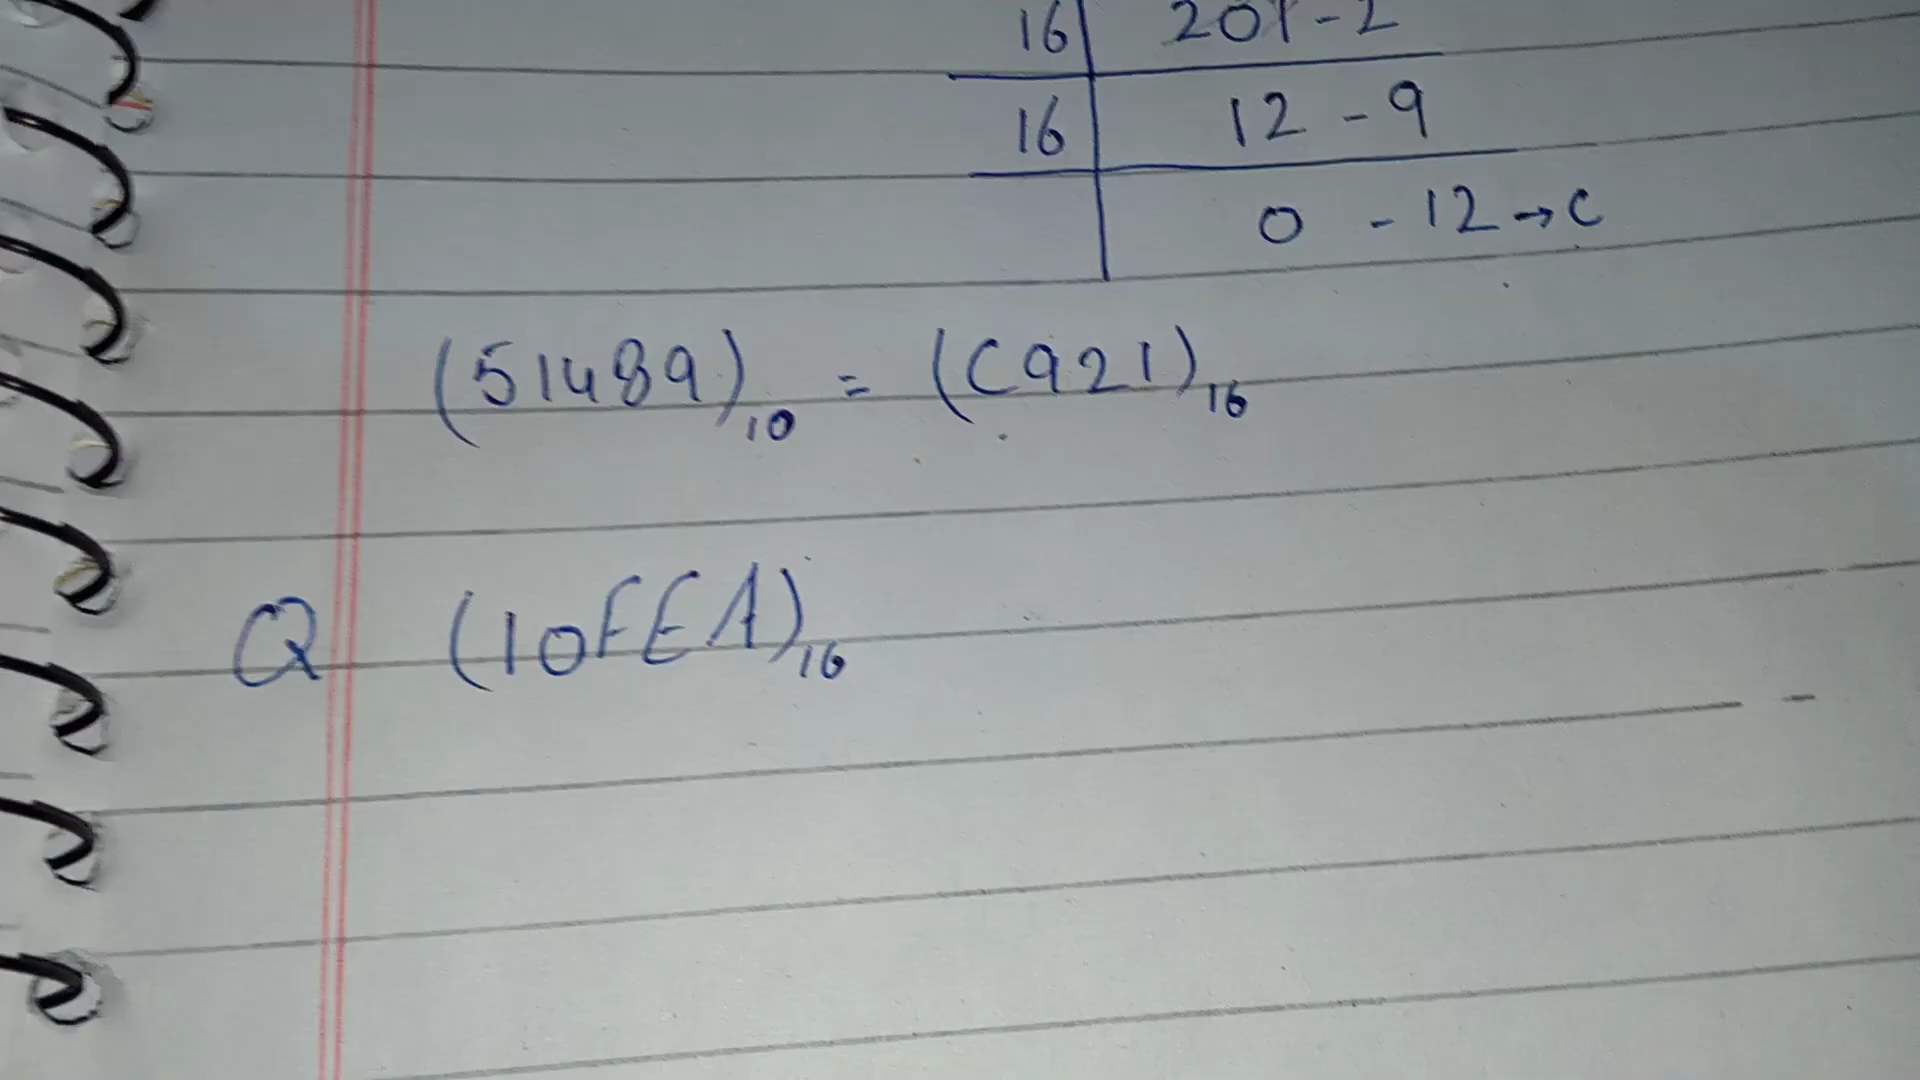 16 201 - 2
16 12 - 9
0 - 12 → C
(51489)10 = (C921)16
Q (10FEA)16